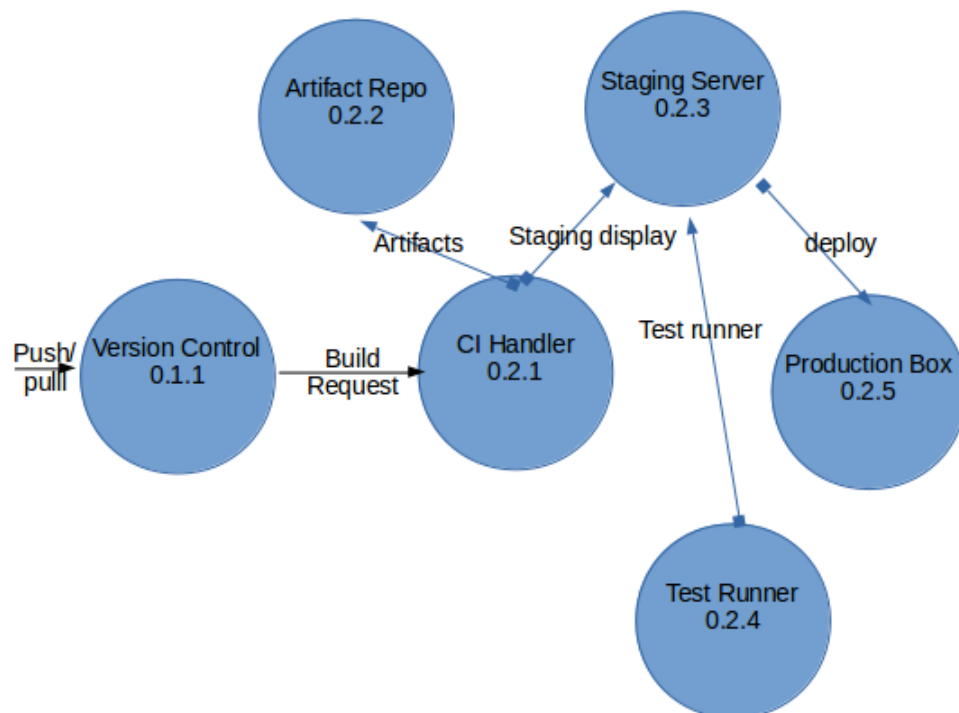 Artifact Repo
0.2.2
Staging Server
0.2.3
Artifacts
Staging display
deploy
Push/
pull
Version Control
0.1.1
Build
Request
CI Handler
0.2.1
Test runner
Production Box
0.2.5
Test Runner
0.2.4